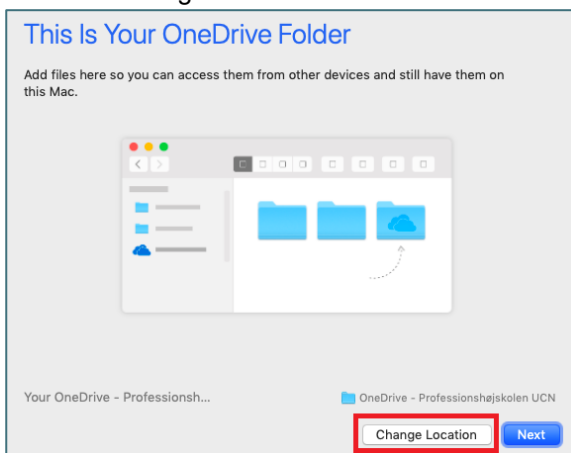 This Is Your OneDrive Folder
Add files here so you can access them from other devices and still have them on
this Mac.
Your OneDrive - Professionsh...
OneDrive - Professionshøjskolen UCN
Change Location
Next